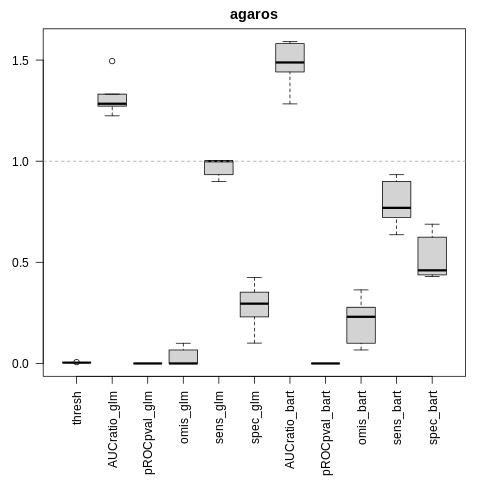 agaros
1.5
1.0
0.5
0.0
thresh
AUCratio_glm
pROCpval_glm
omis_glm
sens_glm
spec_glm
AUCratio_bart
pROCpval_bart
omis_bart
sens_bart
spec_bart